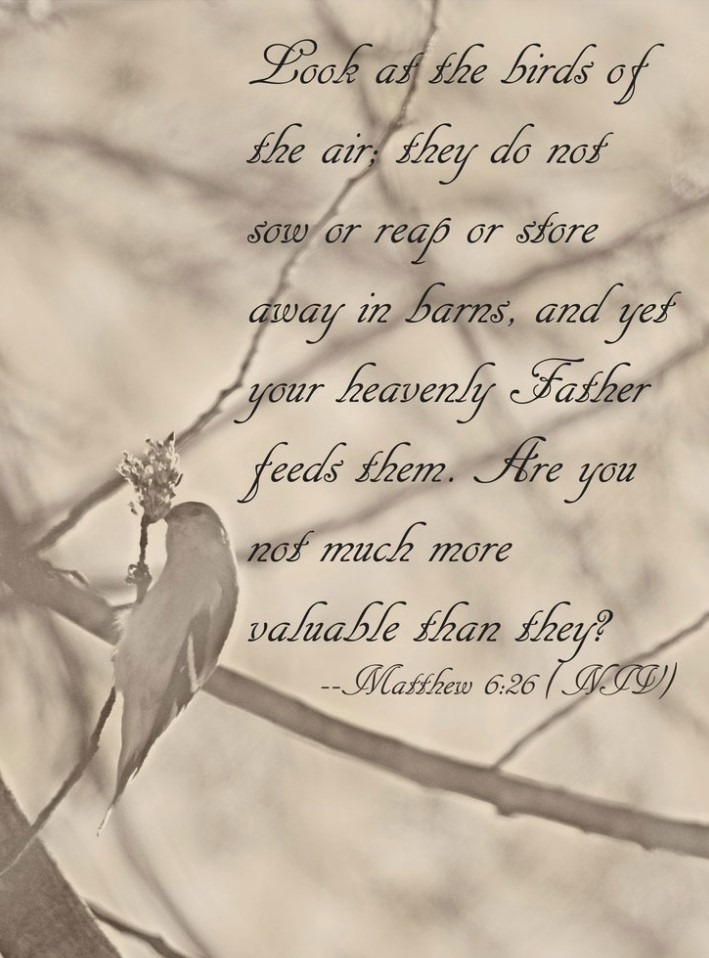 Look at the birds of
the air; they do not
sow or reap or store
away in barns, and yet
your heavenly Father
feeds them. Are you
not much more
valuable than they?
--Matthew 6:26 (NIV)